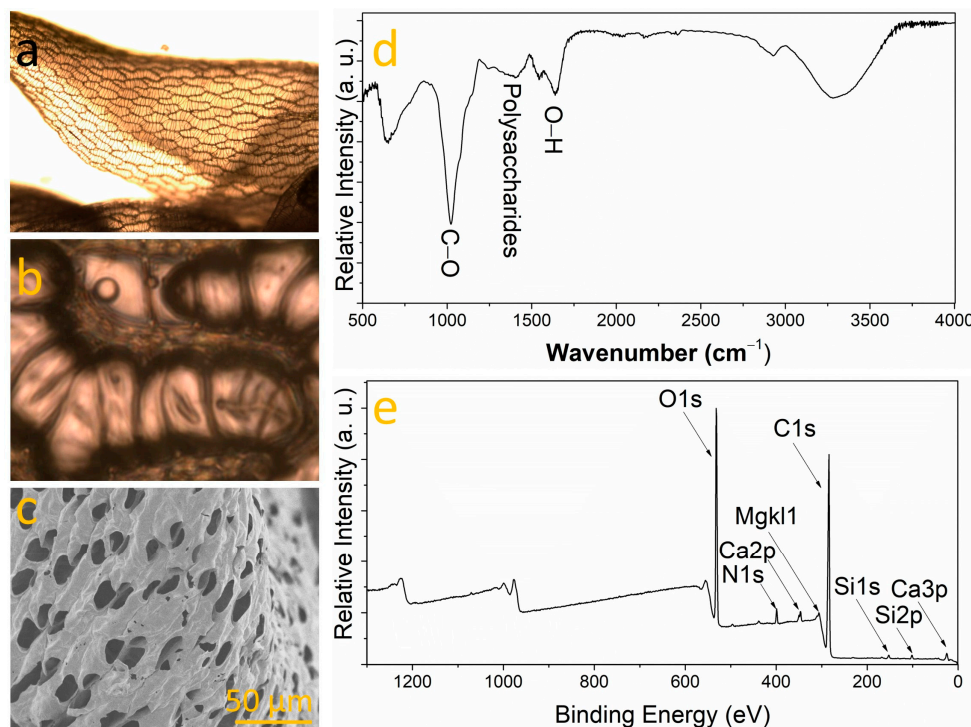 a
b
c
50 µm
d
Relative Intensity (a. u.)
C–O
Polysaccharides
O–H
500
1000
1500
2000
2500
3000
3500
4000
Wavenumber (cm⁻¹)
e
Relative Intensity (a. u.)
O1s
C1s
Mgkl1
Ca2p
N1s
Si1s
Ca3p
Si2p
1200
1000
800
600
400
200
0
Binding Energy (eV)